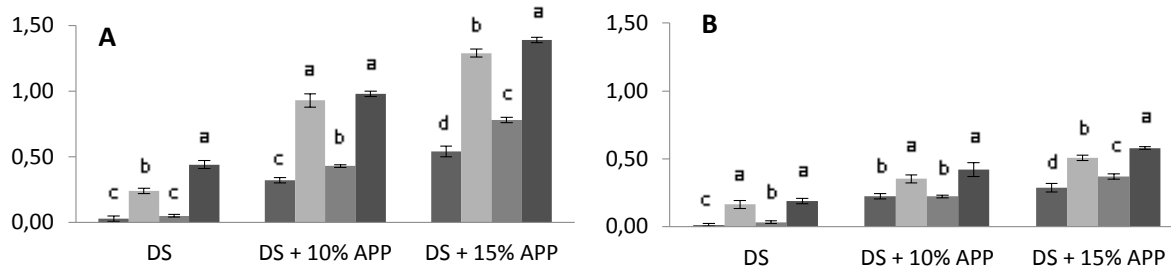 A
1,50
1,00
0,50
0,00
c b c a
c a b a
d b c a
DS DS + 10% APP DS + 15% APP
B
1,50
1,00
0,50
0,00
c a b a
b a b a
d b c a
DS DS + 10% APP DS + 15% APP